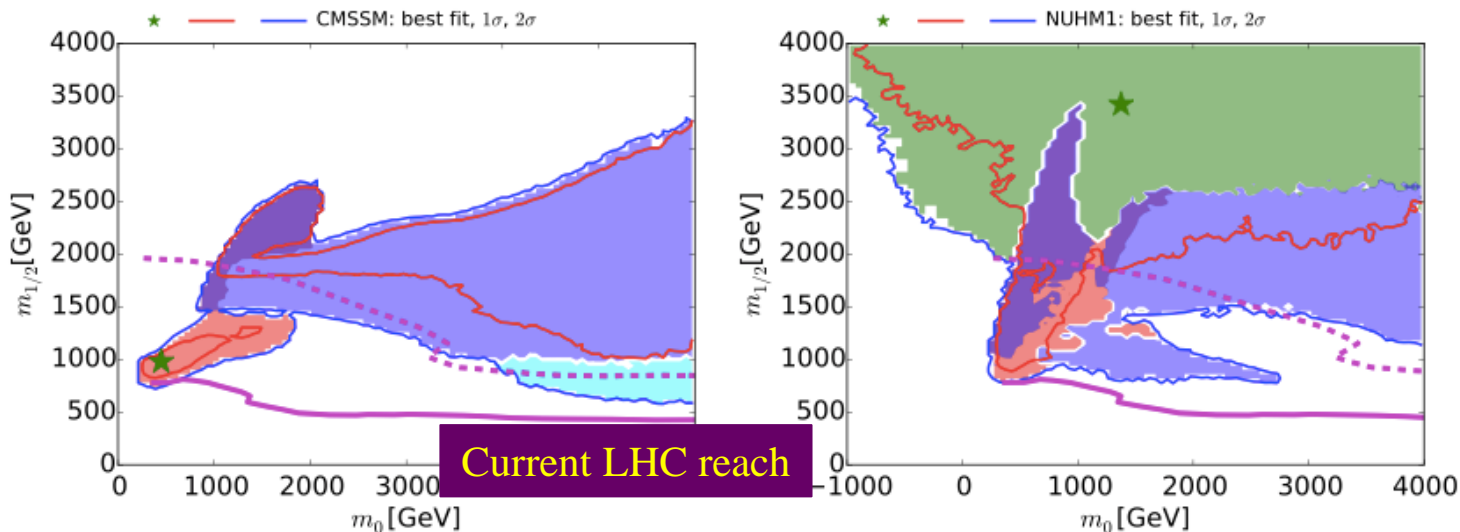 CMSSM: best fit, 1σ, 2σ
4000
3500
3000
2500
2000
1500
1000
500
0
m1/2[GeV]
0 1000 2000
m0[GeV]
NUHM1: best fit, 1σ, 2σ
4000
3500
3000
2500
2000
1500
1000
500
0
m1/2[GeV]
−1000 0 1000 2000 3000 4000
m0[GeV]
Current LHC reach